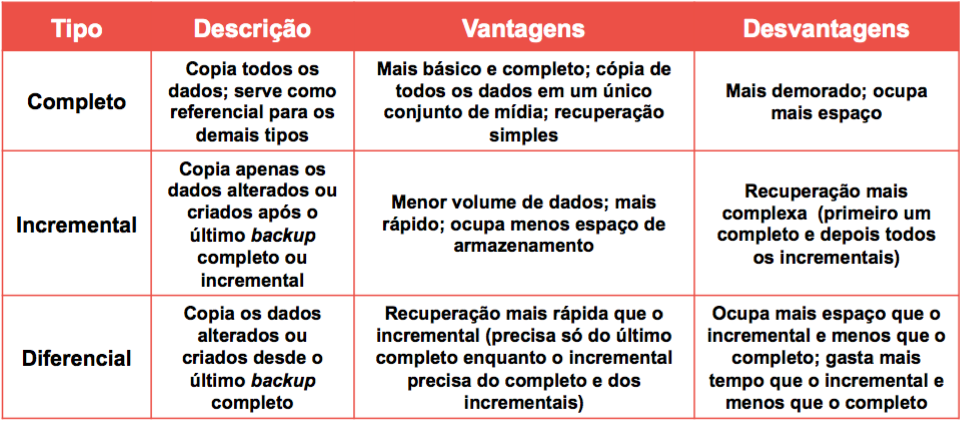 Tipo
Descrição
Vantagens
Desvantagens
Completo
Copia todos os
dados; serve como
referencial para os
demais tipos
Mais básico e completo; cópia de
todos os dados em um único
conjunto de mídia; recuperação
simples
Mais demorado; ocupa
mais espaço
Incremental
Copia apenas os
dados alterados ou
criados após o
último backup
completo ou
incremental
Menor volume de dados; mais
rápido; ocupa menos espaço de
armazenamento
Recuperação mais
complexa (primeiro um
completo e depois todos
os incrementais)
Diferencial
Copia os dados
alterados ou
criados desde o
último backup
completo
Recuperação mais rápida que o
incremental (precisa só do último
completo enquanto o incremental
precisa do completo e dos
incrementais)
Ocupa mais espaço que o
incremental e menos que o
completo; gasta mais
tempo que o incremental e
menos que o completo